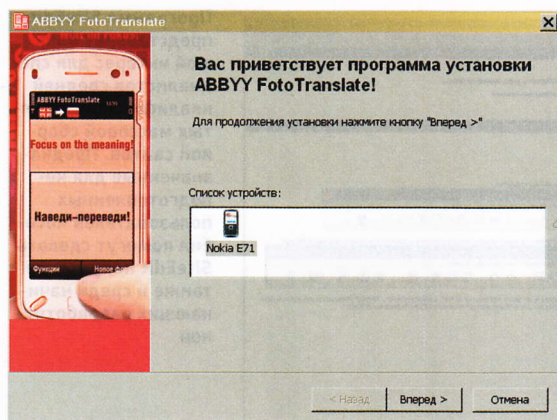 ABBYY FotoTranslate
ABBYY FotoTranslate
Focus on the meaning!
Наведи-переведи!
Функции
Вас приветствует программа установки
ABBYY FotoTranslate!
Для продолжения установки нажмите кнопку "Вперед >"
Список устройств:
Nokia E71
< Назад
Вперед >
Отмена